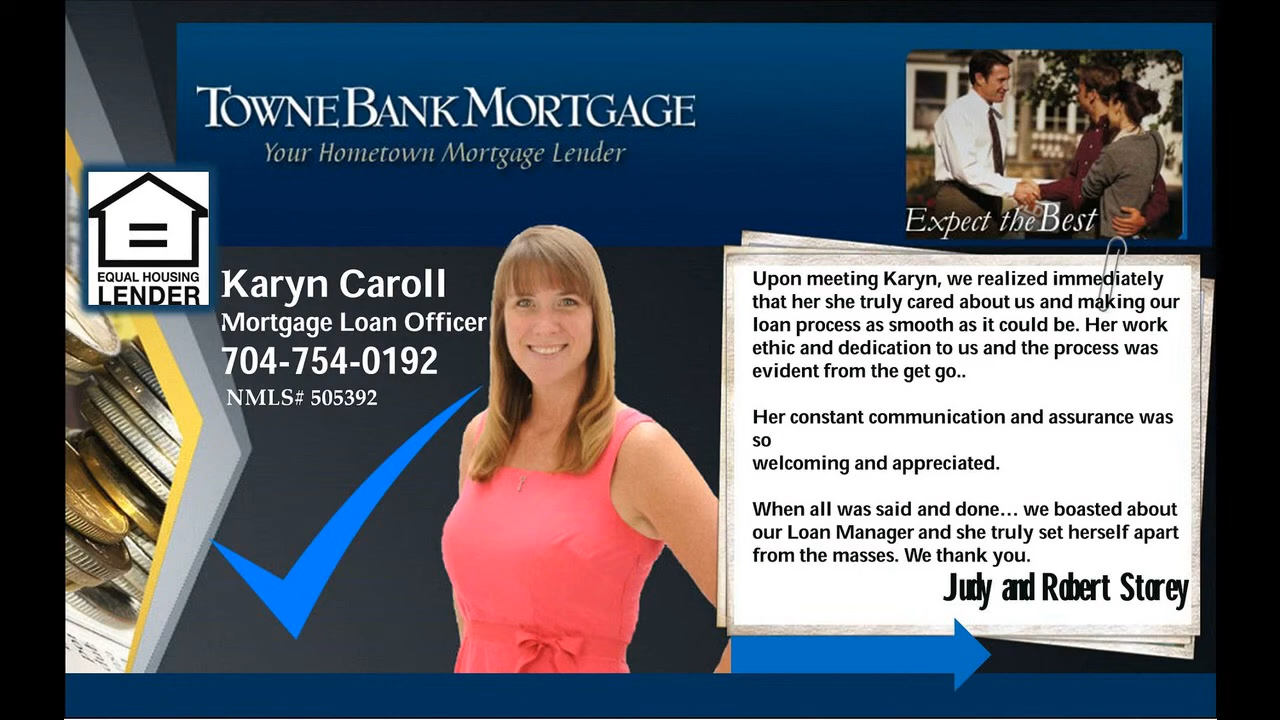 TOWNEBANK MORTGAGE
Your Hometown Mortgage Lender
Expect the Best
EQUAL HOUSING
LENDER
Karyn Caroll
Mortgage Loan Officer
704-754-0192
NMLS# 505392
Upon meeting Karyn, we realized immediately
that her she truly cared about us and making our
loan process as smooth as it could be. Her work
ethic and dedication to us and the process was
evident from the get go..
Her constant communication and assurance was
so
welcoming and appreciated.
When all was said and done… we boasted about
our Loan Manager and she truly set herself apart
from the masses. We thank you.
Judy and Robert Storey